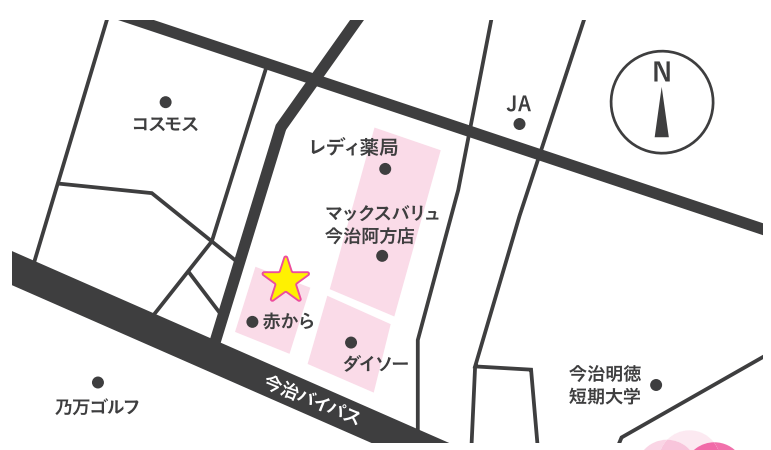 N
JA
コスモス
レディ薬局
マックスバリュ
今治阿方店
赤から
ダイソー
今治バイパス
乃万ゴルフ
今治明徳
短期大学